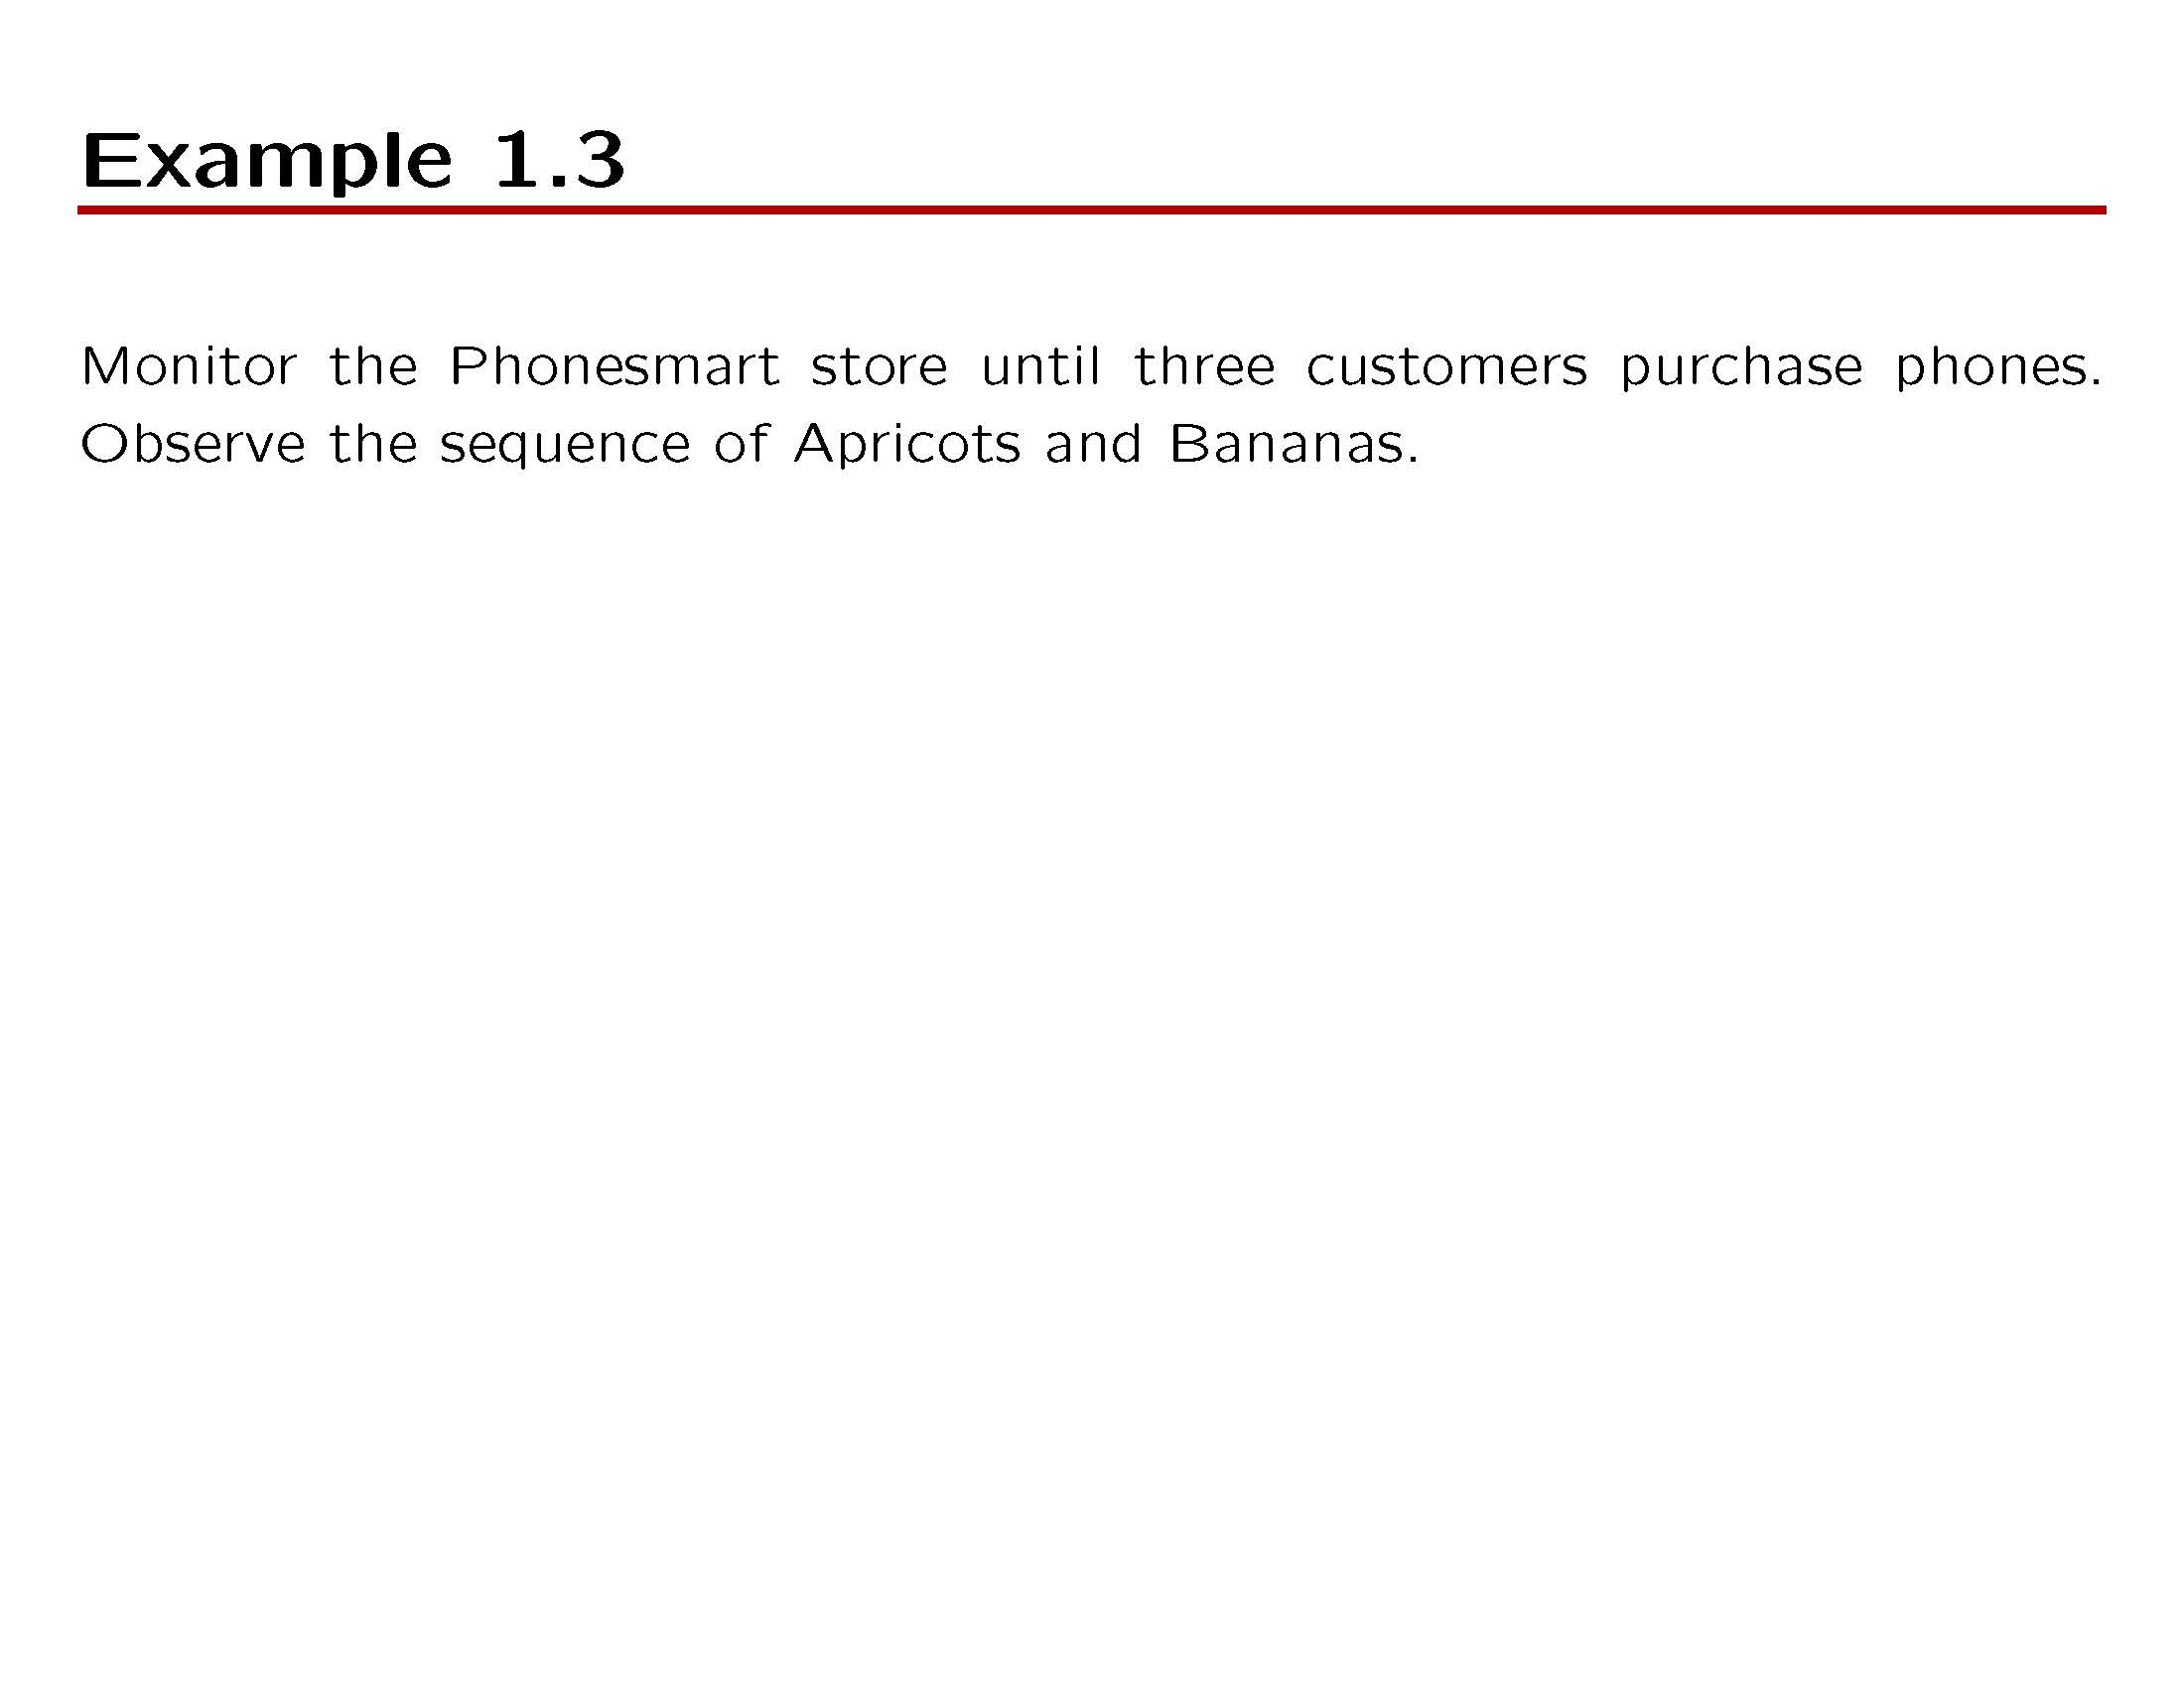 Example 1.3
Monitor the Phonesmart store until three customers purchase phones.
Observe the sequence of Apricots and Bananas.